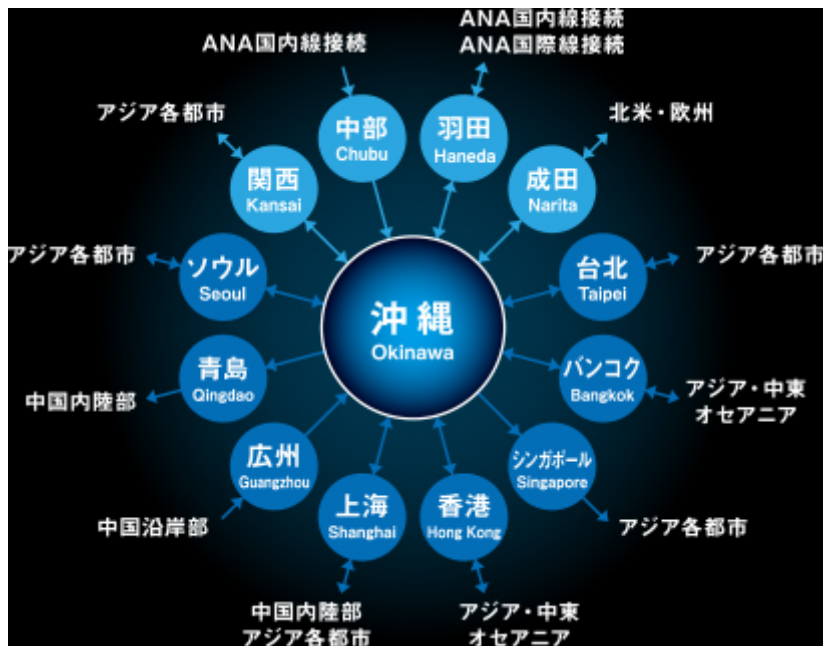 ANA国内線接続
ANA国際線接続
ANA国内線接続
アジア各都市
北米・欧州
中部
Chubu
羽田
Haneda
関西
Kansai
成田
Narita
アジア各都市
ソウル
Seoul
台北
Taipei
アジア各都市
沖縄
Okinawa
青島
Qingdao
バンコク
Bangkok
中国内陸部
アジア・中東
オセアニア
広州
Guangzhou
シンガポール
Singapore
上海
Shanghai
香港
Hong Kong
中国沿岸部
アジア各都市
中国内陸部
アジア各都市
アジア・中東
オセアニア